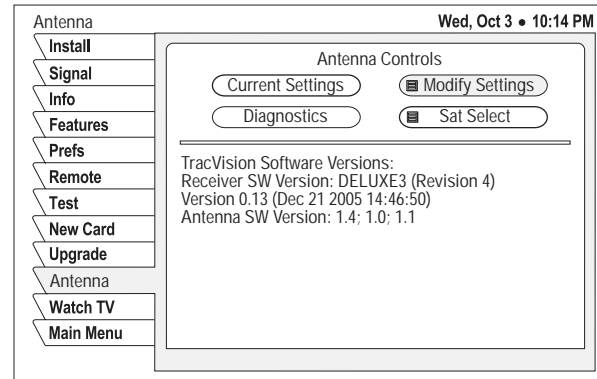 Antenna
Wed, Oct 3 ● 10:14 PM
Install
Signal
Info
Features
Prefs
Remote
Test
New Card
Upgrade
Antenna
Watch TV
Main Menu
Antenna Controls
Current Settings
Modify Settings
Diagnostics
Sat Select
TracVision Software Versions:
Receiver SW Version: DELUXE3 (Revision 4)
Version 0.13 (Dec 21 2005 14:46:50)
Antenna SW Version: 1.4; 1.0; 1.1